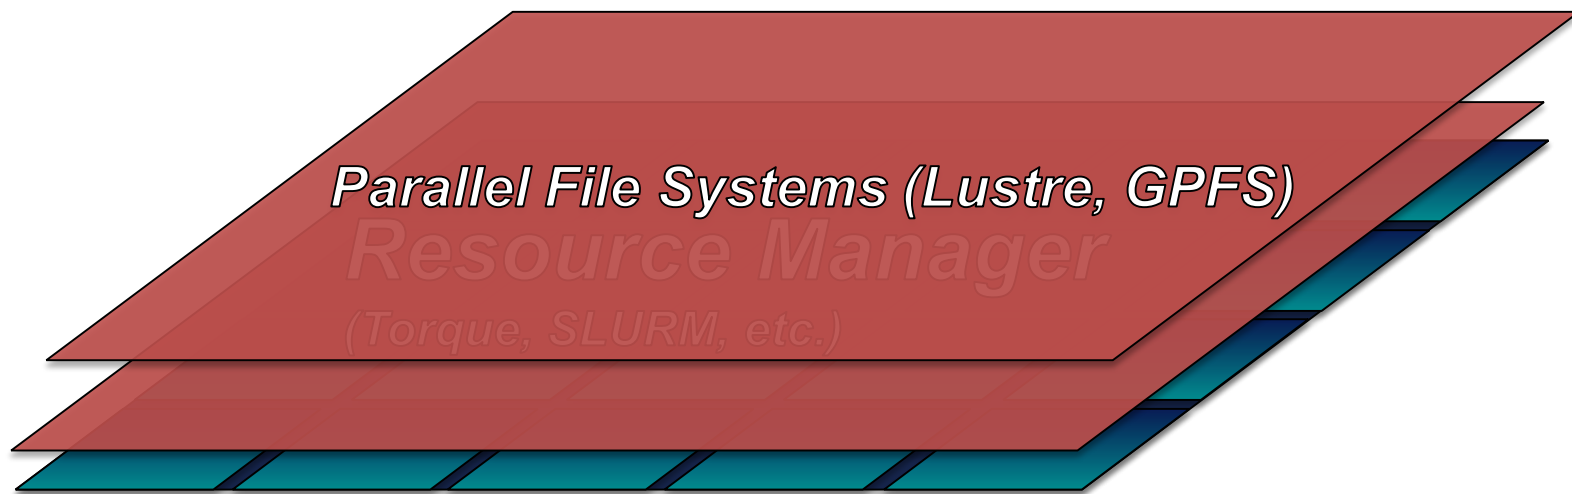 Parallel File Systems (Lustre, GPFS)
Resource Manager
(Torque, SLURM, etc.)